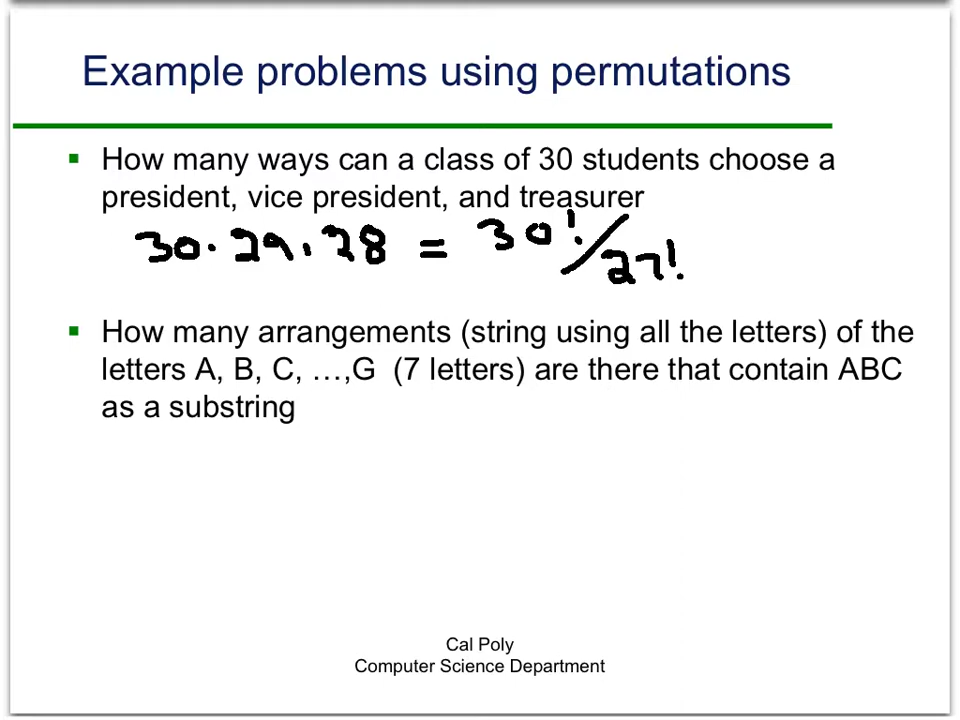 Example problems using permutations
▪ How many ways can a class of 30 students choose a
president, vice president, and treasurer
30·29·28 = 30!/27!
▪ How many arrangements (string using all the letters) of the
letters A, B, C, …,G (7 letters) are there that contain ABC
as a substring
Cal Poly
Computer Science Department